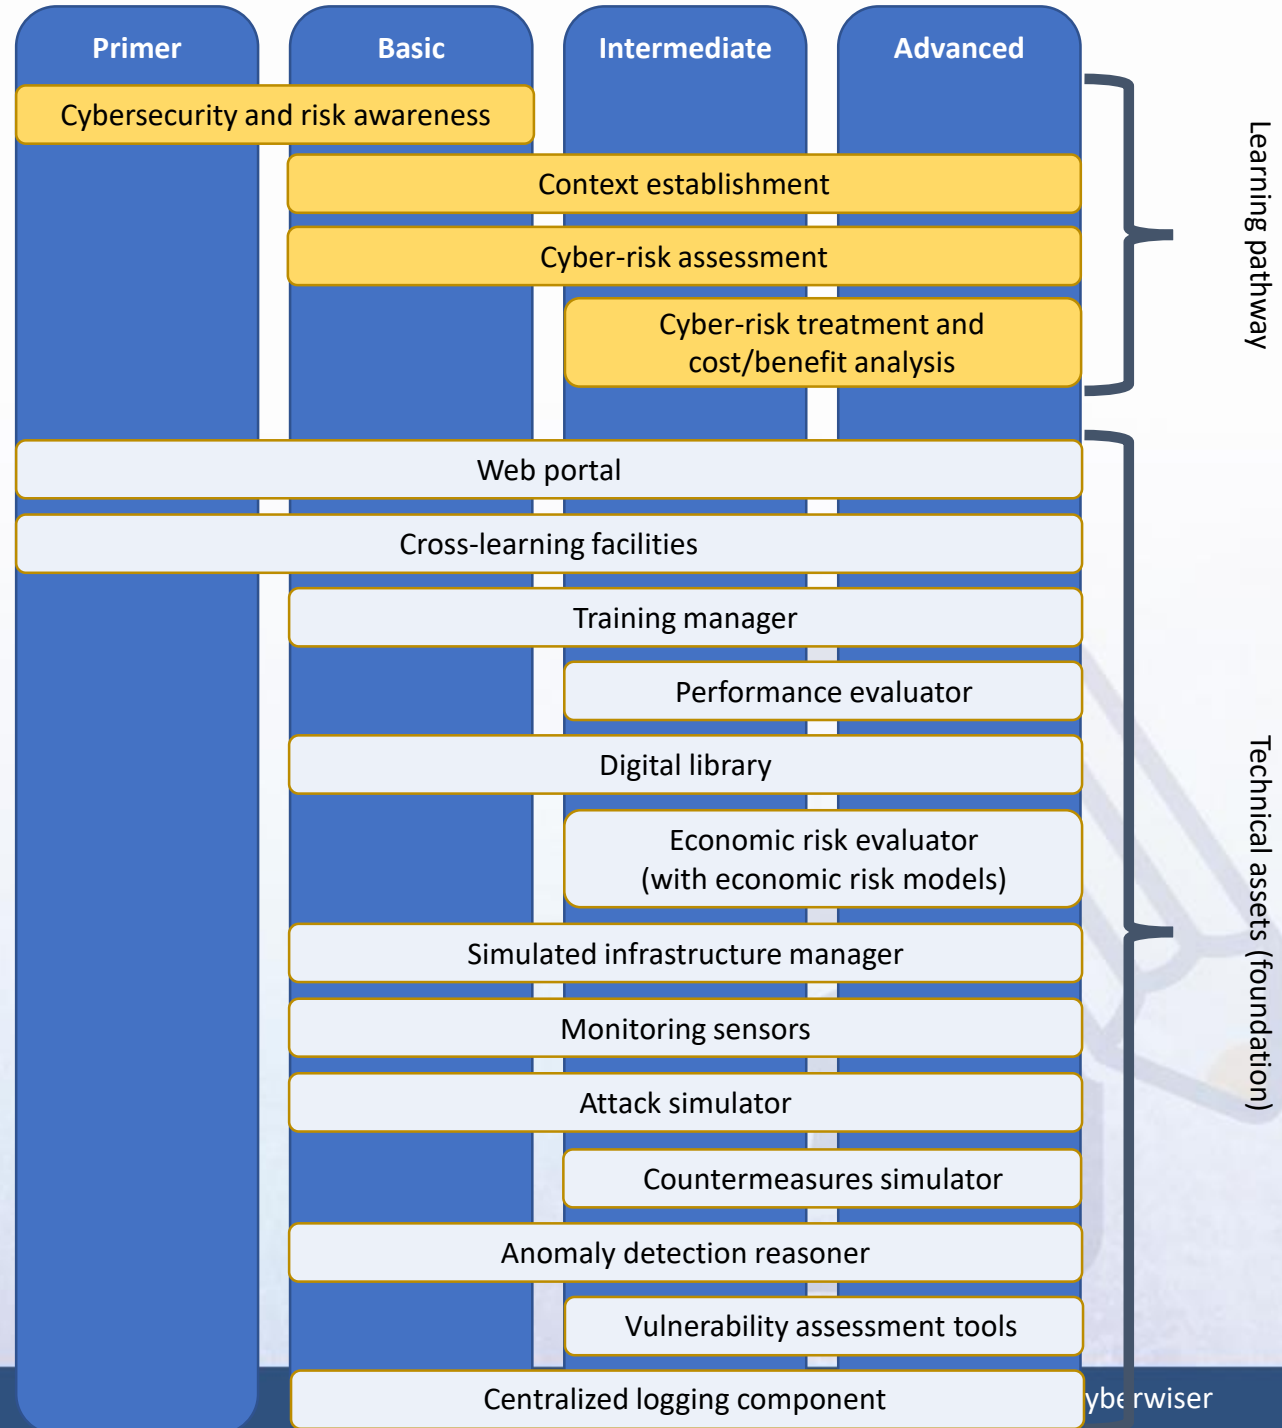 Primer
Basic
Intermediate
Advanced
Cybersecurity and risk awareness
Context establishment
Cyber-risk assessment
Cyber-risk treatment and
cost/benefit analysis
Learning pathway
Web portal
Cross-learning facilities
Training manager
Performance evaluator
Digital library
Economic risk evaluator
(with economic risk models)
Simulated infrastructure manager
Monitoring sensors
Attack simulator
Countermeasures simulator
Anomaly detection reasoner
Vulnerability assessment tools
Centralized logging component
Technical assets (foundation)
yberwiser